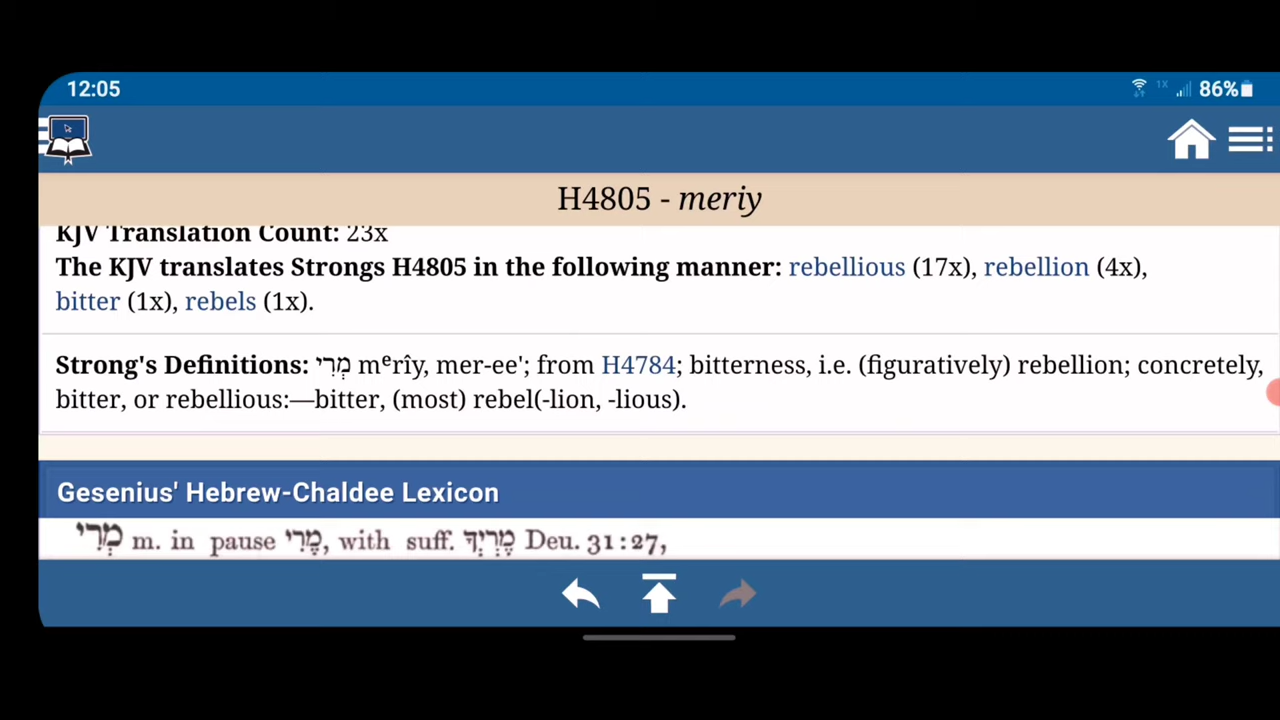 12:05
1X 86%
H4805 - meriy
KJV Translation Count: 23x
The KJV translates Strongs H4805 in the following manner: rebellious (17x), rebellion (4x),
bitter (1x), rebels (1x).
Strong's Definitions: מְרִי mᵉrîy, mer-ee'; from H4784; bitterness, i.e. (figuratively) rebellion; concretely,
bitter, or rebellious:—bitter, (most) rebel(-lion, -lious).
Gesenius' Hebrew-Chaldee Lexicon
מְרִי m. in pause מֶרִי, with suff. מֶרְיְךָ Deu. 31:27,